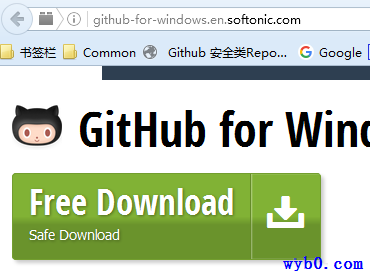 github-for-windows.en.softonic.com
书签栏 Common Github 安全类Repo... Google
GitHub for Wind
Free Download
Safe Download
wyb0.com